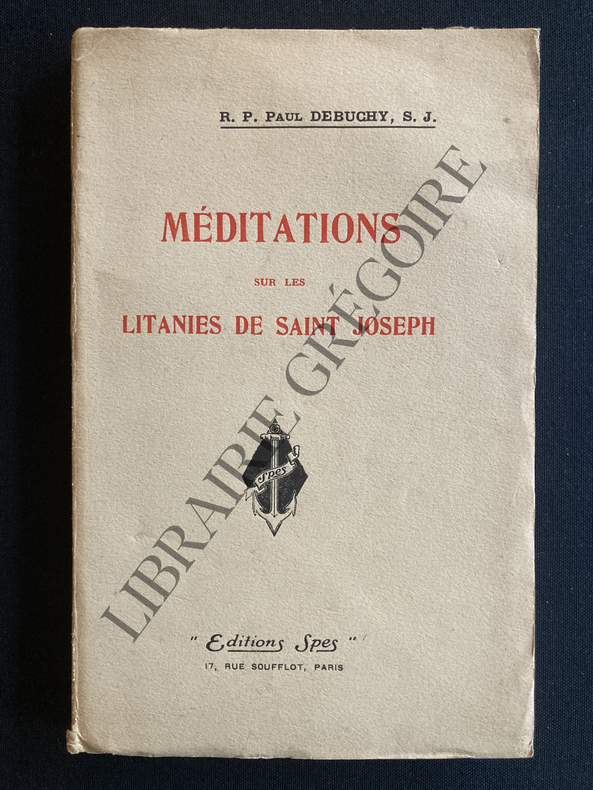 R. P. PAUL DEBUCHY, S. J.
MÉDITATIONS
SUR LES
LITANIES DE SAINT JOSEPH
Spes
"Editions Spes"
17, RUE SOUFFLOT, PARIS
LIBRAIRIE GRÉGOIRE